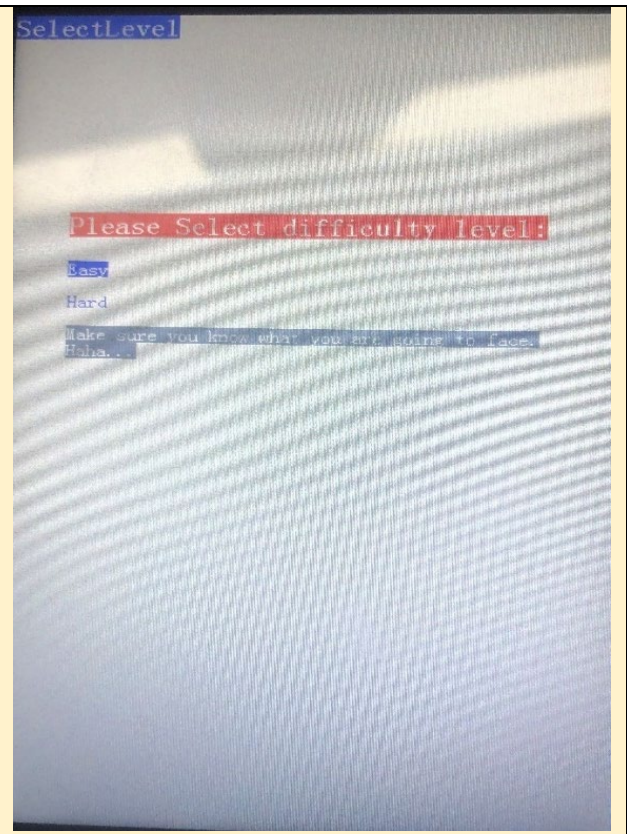 SelectLevel
Please Select difficulty level:
Easy
Hard
Make sure you know what you are going to face.
Haha...